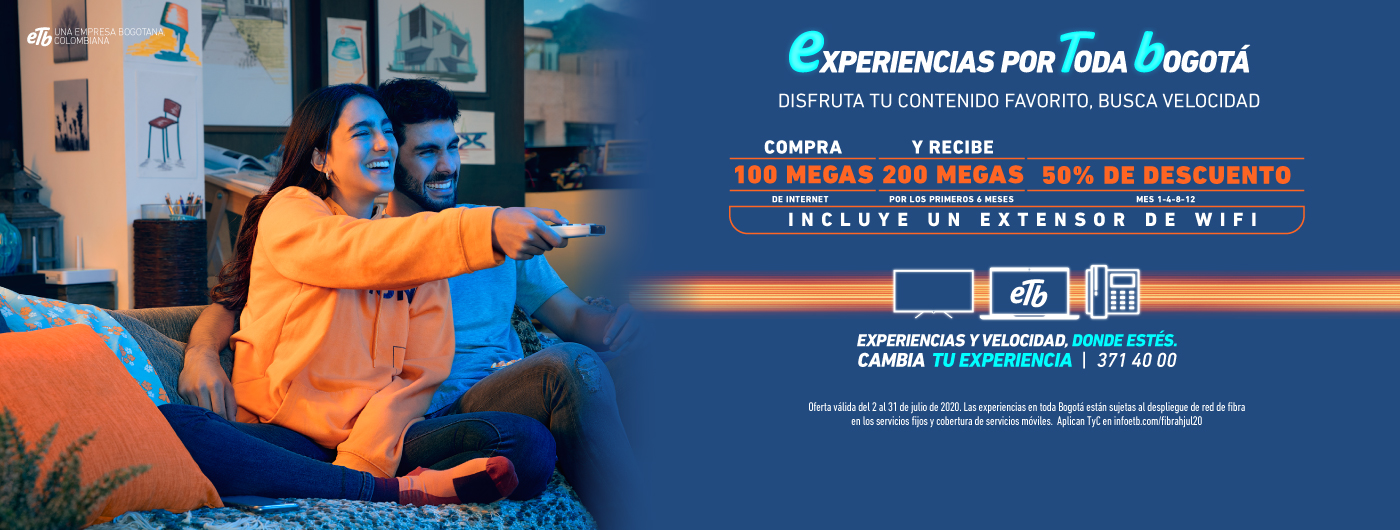 eTb UNA EMPRESA BOGOTANA,
COLOMBIANA
eXPERIENCIAS POR TODA bOGOTÁ
DISFRUTA TU CONTENIDO FAVORITO, BUSCA VELOCIDAD
COMPRA Y RECIBE
100 MEGAS 200 MEGAS 50% DE DESCUENTO
DE INTERNET POR LOS PRIMEROS 6 MESES MES 1-4-8-12
INCLUYE UN EXTENSOR DE WIFI
eTb
EXPERIENCIAS Y VELOCIDAD, DONDE ESTÉS.
CAMBIA TU EXPERIENCIA | 371 40 00
Oferta válida del 2 al 31 de julio de 2020. Las experiencias en toda Bogotá están sujetas al despliegue de red de fibra
en los servicios fijos y cobertura de servicios móviles. Aplican TyC en infoetb.com/fibrahjul20